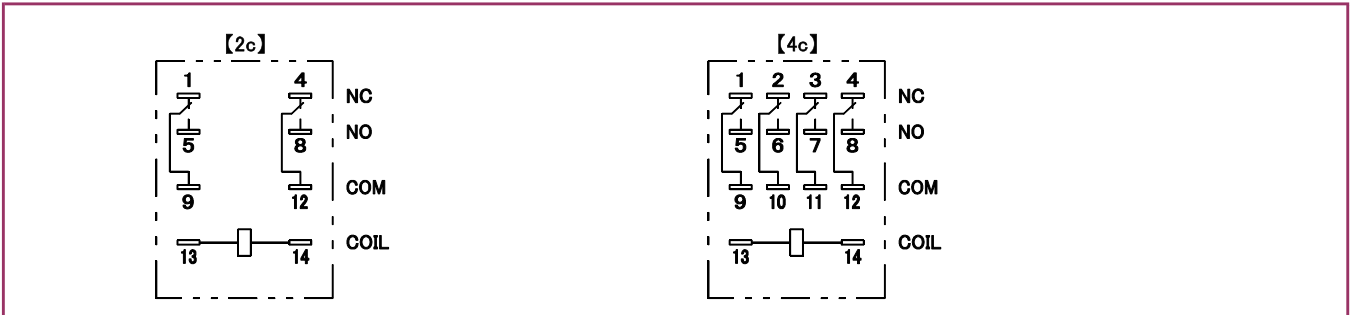 【2c】 【4c】
1 4 1 2 3 4
NC NC
NO NO
5 8 5 6 7 8
COM COM
9 12 9 10 11 12
COIL COIL
13 14 13 14